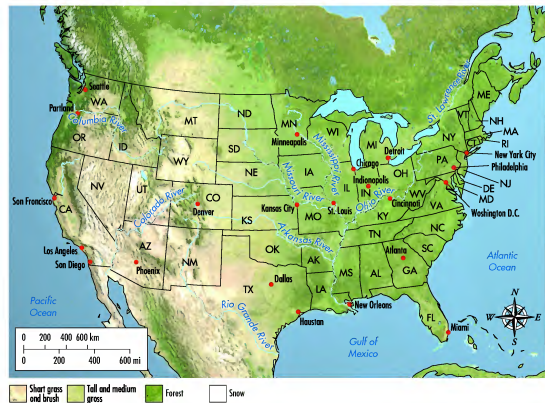 Seattle
WA
Portland
Columbia River
OR
ID
MT
ND
MN
Minneapolis
WI
MI
Detroit
St. Lawrence River
ME
VT
NH
MA
RI
CT
NY
New York City
PA
Philadelphia
NJ
DE
MD
Washington D.C.
WY
SD
IA
Mississippi River
Chicago
Indianopolis
IL
IN
OH
WV
VA
NV
UT
CO
Colorado River
Denver
NE
KS
Missouri River
Kansas City
MO
St. Louis
Ohio River
Cincinnati
KY
San Francisco
CA
Los Angeles
San Diego
AZ
Phoenix
NM
Arkansas River
OK
AR
TN
NC
SC
Atlanta
GA
AL
MS
LA
TX
Dallas
Rio Grande River
Haustan
New Orleans
FL
Miami
Pacific
Ocean
Atlantic
Ocean
Gulf of
Mexico
N
W
E
S
0 200 400 600 km
0 200 400 600 mi
Shart grass
ond brush
Tall and medium
gross
Forest
Snow